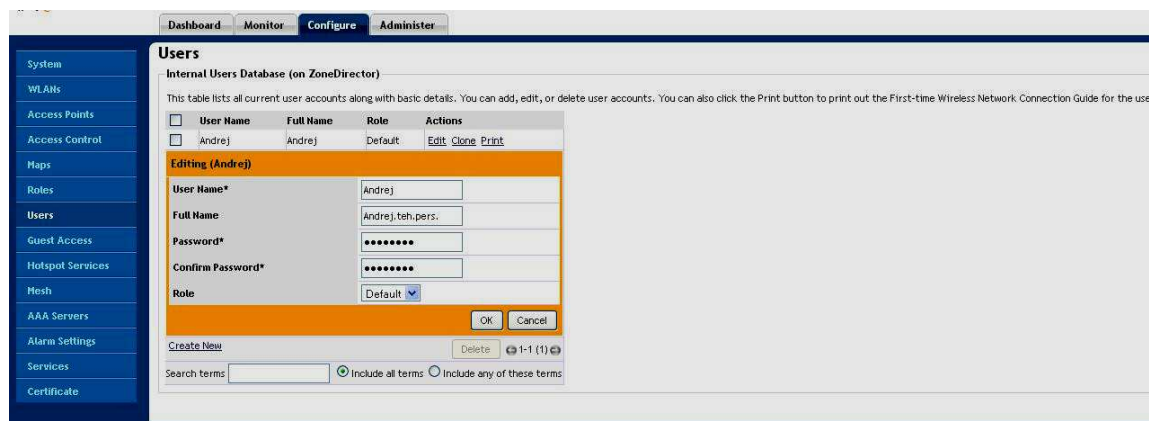 Dashboard Monitor Configure Administer
System
WLANs
Access Points
Access Control
Maps
Roles
Users
Guest Access
Hotspot Services
Mesh
AAA Servers
Alarm Settings
Services
Certificate
Users
Internal Users Database (on ZoneDirector)
This table lists all current user accounts along with basic details. You can add, edit, or delete user accounts. You can also click the Print button to print out the First-time Wireless Network Connection Guide for the use
User Name Full Name Role Actions
Andrej Andrej Default Edit Clone Print
Editing (Andrej)
User Name* Andrej
Full Name Andrej.teh.pers.
Password* ••••••••
Confirm Password* ••••••••
Role Default
OK Cancel
Create New Delete 1-1 (1)
Search terms Include all terms Include any of these terms